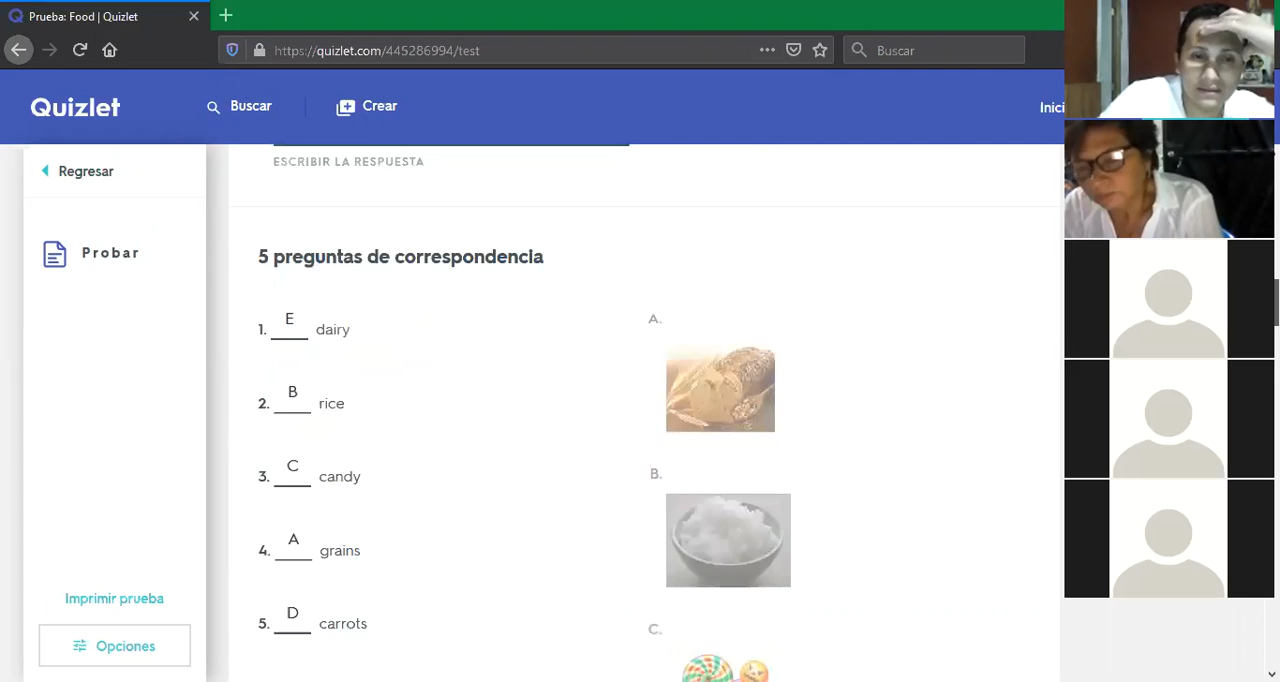 Prueba: Food | Quizlet
https://quizlet.com/445286994/test
Buscar
Quizlet
Buscar
Crear
Inici
Regresar
ESCRIBIR LA RESPUESTA
Probar
5 preguntas de correspondencia
1. E dairy
2. B rice
3. C candy
4. A grains
5. D carrots
A.
B.
C.
Imprimir prueba
Opciones